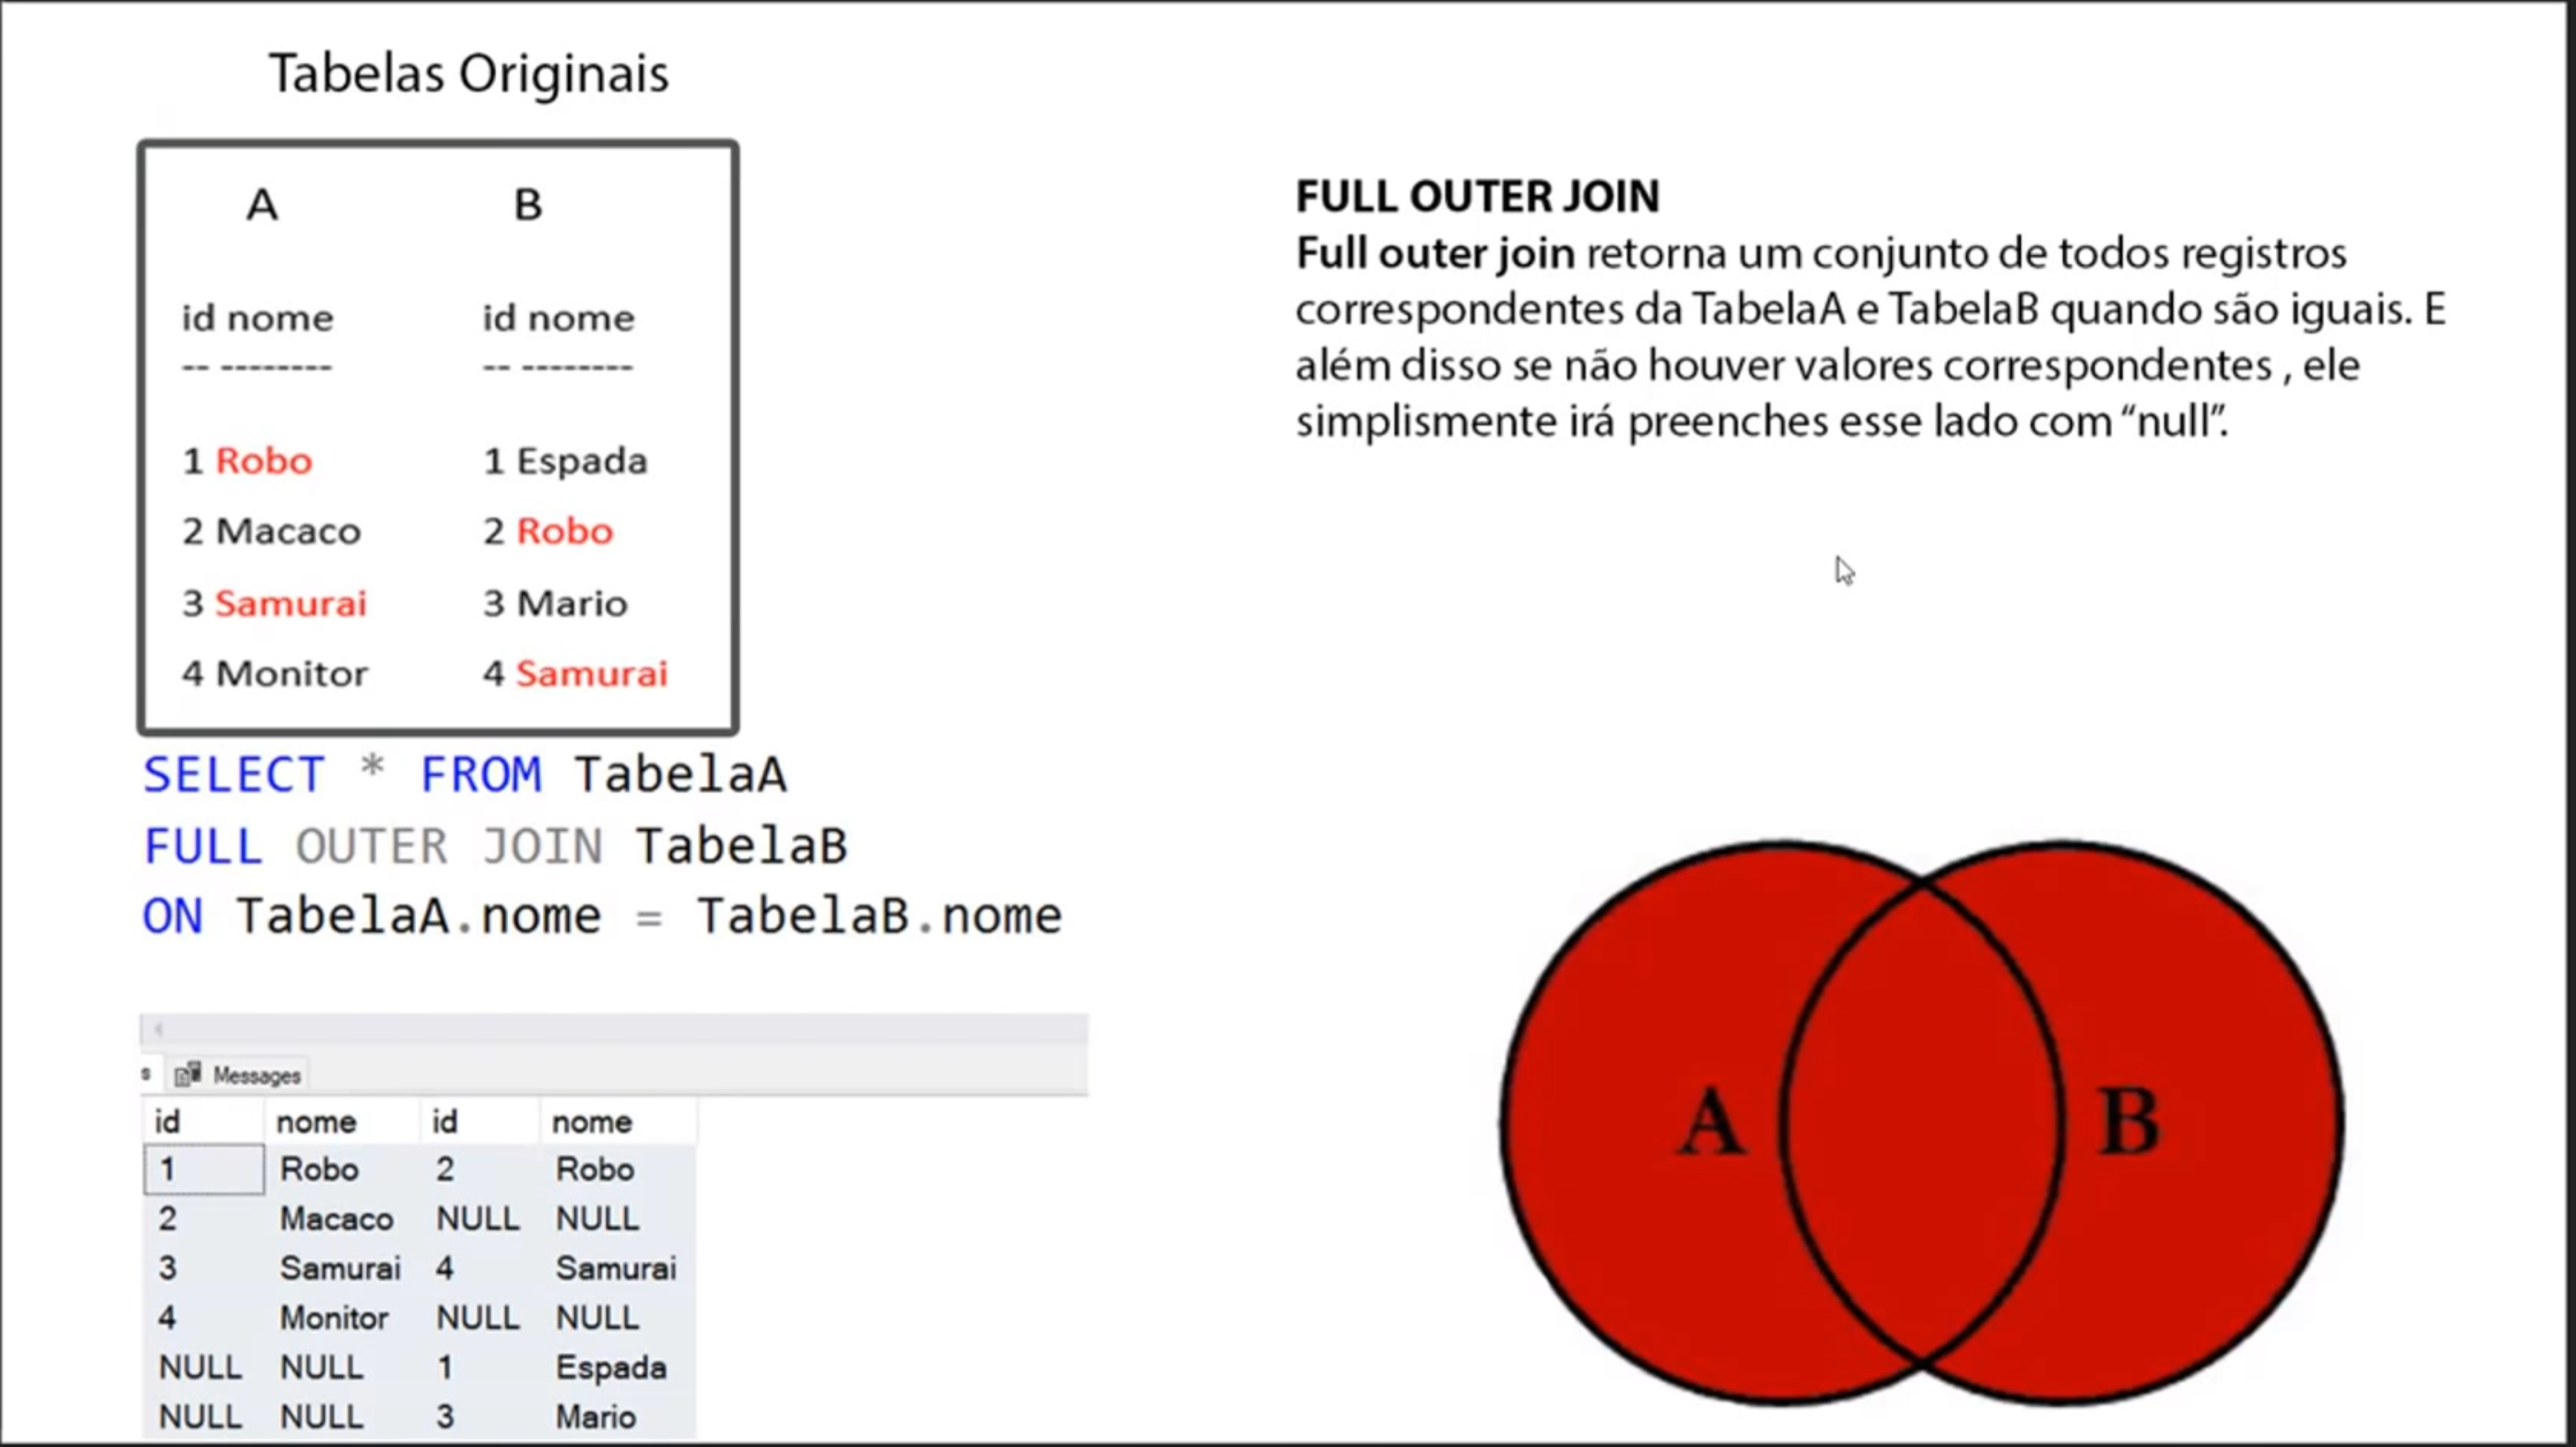 Tabelas Originais
A B
id nome id nome
-- -------- -- --------
1 Robo 1 Espada
2 Macaco 2 Robo
3 Samurai 3 Mario
4 Monitor 4 Samurai
SELECT * FROM TabelaA
FULL OUTER JOIN TabelaB
ON TabelaA.nome = TabelaB.nome
s Messages
id nome id nome
1 Robo 2 Robo
2 Macaco NULL NULL
3 Samurai 4 Samurai
4 Monitor NULL NULL
NULL NULL 1 Espada
NULL NULL 3 Mario
FULL OUTER JOIN
Full outer join retorna um conjunto de todos registros
correspondentes da TabelaA e TabelaB quando são iguais. E
além disso se não houver valores correspondentes , ele
simplismente irá preenches esse lado com “null”.
A B